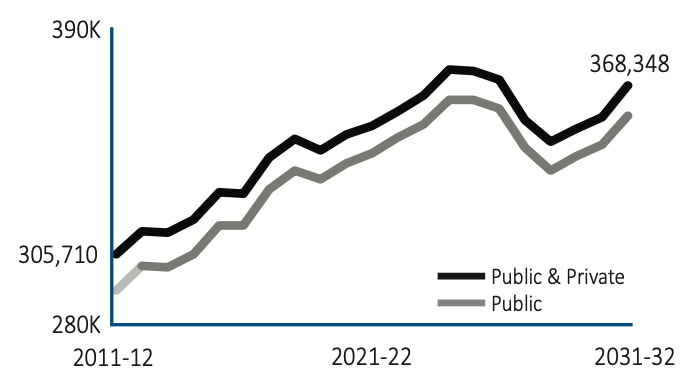 390K
368,348
305,710
Public & Private
Public
280K
2011-12 2021-22 2031-32